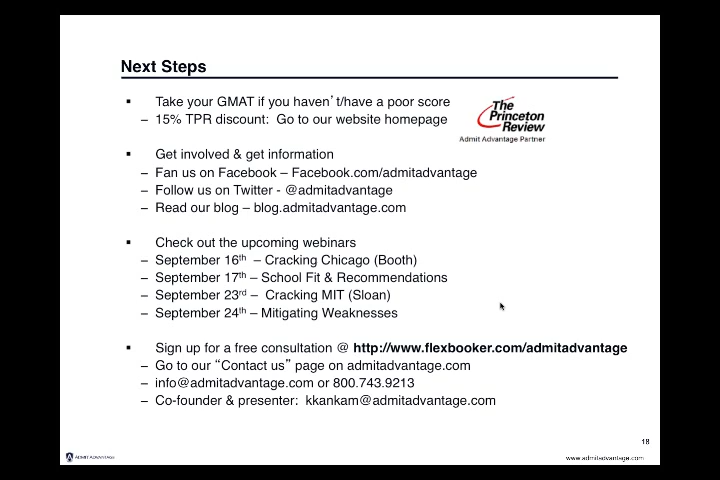 Next Steps
▪ Take your GMAT if you haven't/have a poor score
– 15% TPR discount: Go to our website homepage
The
Princeton
Review
Admit Advantage Partner
▪ Get involved & get information
– Fan us on Facebook – Facebook.com/admitadvantage
– Follow us on Twitter - @admitadvantage
– Read our blog – blog.admitadvantage.com
▪ Check out the upcoming webinars
– September 16th – Cracking Chicago (Booth)
– September 17th – School Fit & Recommendations
– September 23rd – Cracking MIT (Sloan)
– September 24th – Mitigating Weaknesses
▪ Sign up for a free consultation @ http://www.flexbooker.com/admitadvantage
– Go to our “Contact us” page on admitadvantage.com
– info@admitadvantage.com or 800.743.9213
– Co-founder & presenter: kkankam@admitadvantage.com
18
ADMIT ADVANTAGE
www.admitadvantage.com